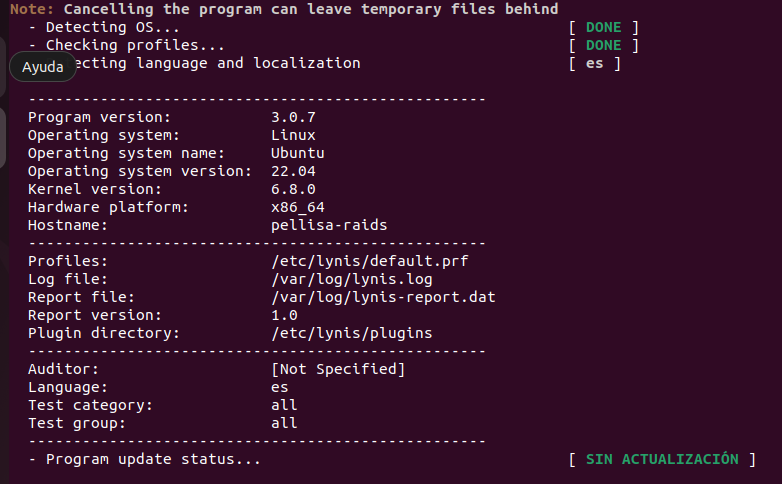 Note: Cancelling the program can leave temporary files behind
- Detecting OS... [ DONE ]
- Checking profiles... [ DONE ]
Ayuda ecting language and localization [ es ]
---------------------------------------------------
Program version: 3.0.7
Operating system: Linux
Operating system name: Ubuntu
Operating system version: 22.04
Kernel version: 6.8.0
Hardware platform: x86_64
Hostname: pellisa-raids
---------------------------------------------------
Profiles: /etc/lynis/default.prf
Log file: /var/log/lynis.log
Report file: /var/log/lynis-report.dat
Report version: 1.0
Plugin directory: /etc/lynis/plugins
---------------------------------------------------
Auditor: [Not Specified]
Language: es
Test category: all
Test group: all
---------------------------------------------------
- Program update status... [ SIN ACTUALIZACIÓN ]